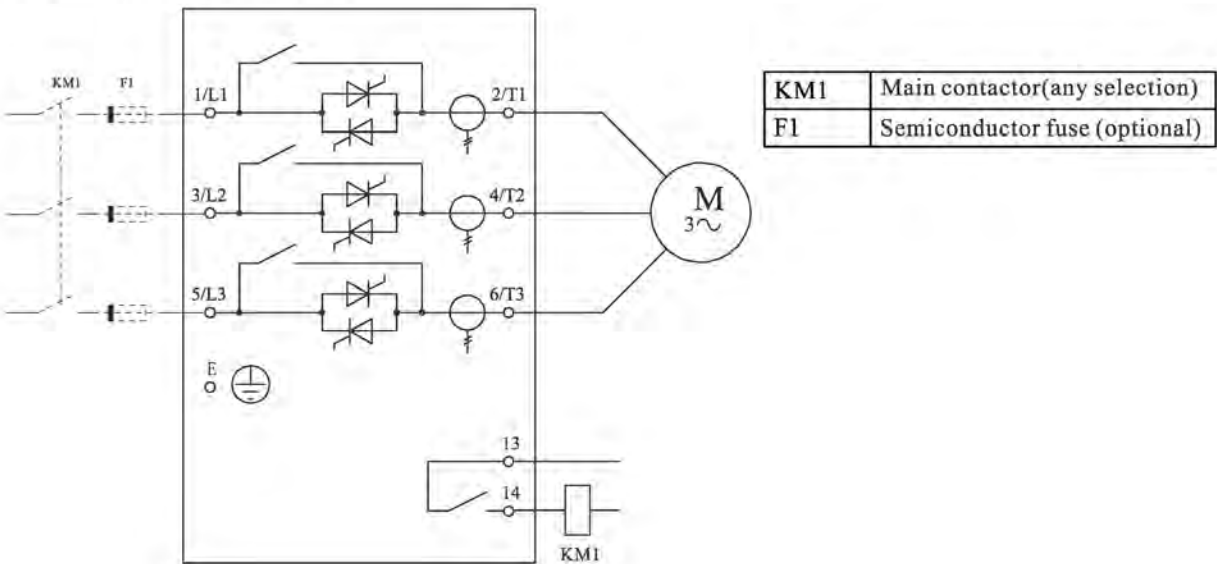 KM1
F1
1/L1
2/T1
3/L2
4/T2
5/L3
6/T3
E
M
3~
13
14
KM1
KM1 Main contactor(any selection)
F1 Semiconductor fuse (optional)